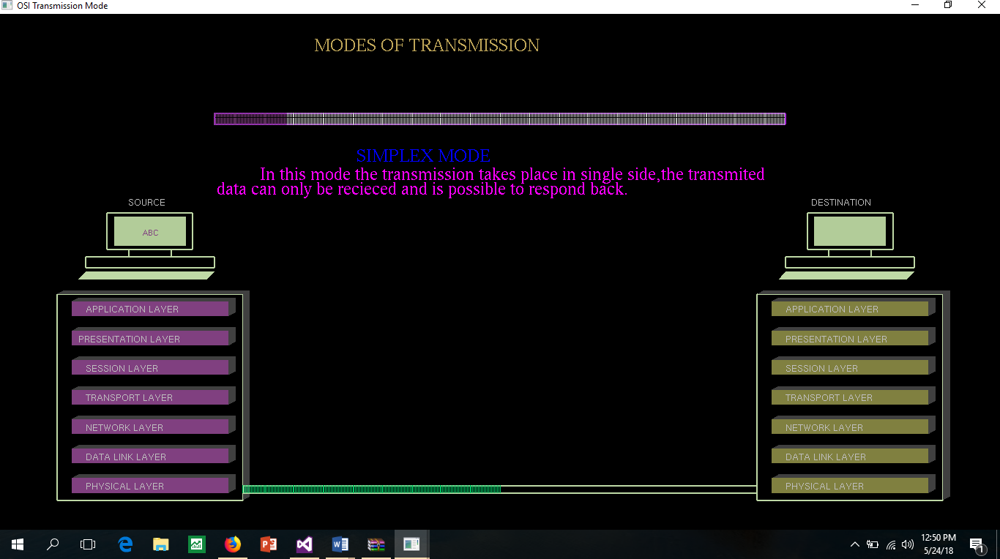 OSI Transmission Mode
MODES OF TRANSMISSION
SIMPLEX MODE
In this mode the transmission takes place in single side,the transmited
data can only be recieced and is possible to respond back.
SOURCE
ABC
APPLICATION LAYER
PRESENTATION LAYER
SESSION LAYER
TRANSPORT LAYER
NETWORK LAYER
DATA LINK LAYER
PHYSICAL LAYER
DESTINATION
APPLICATION LAYER
PRESENTATION LAYER
SESSION LAYER
TRANSPORT LAYER
NETWORK LAYER
DATA LINK LAYER
PHYSICAL LAYER
12:50 PM
5/24/18
1